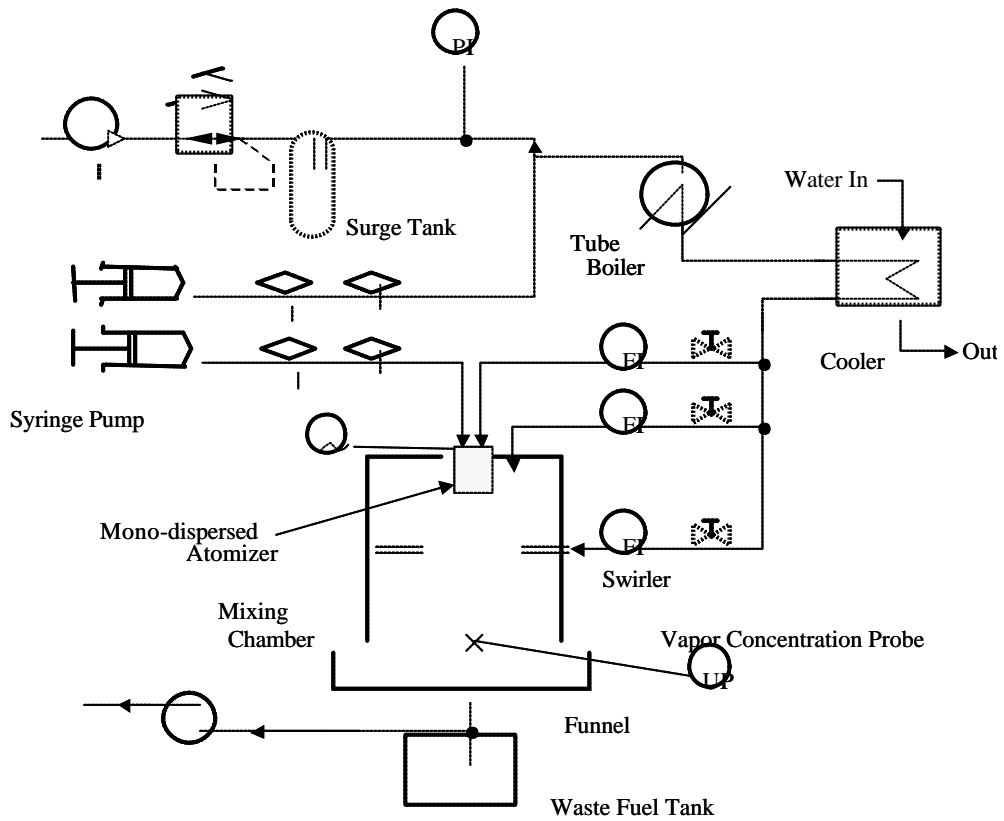 PI
Water In
Surge Tank
Tube
Boiler
FI
Cooler
Out
FI
Syringe Pump
Mono-dispersed
Atomizer
FI
Swirler
Mixing
Chamber
Vapor Concentration Probe
UP
Funnel
Waste Fuel Tank